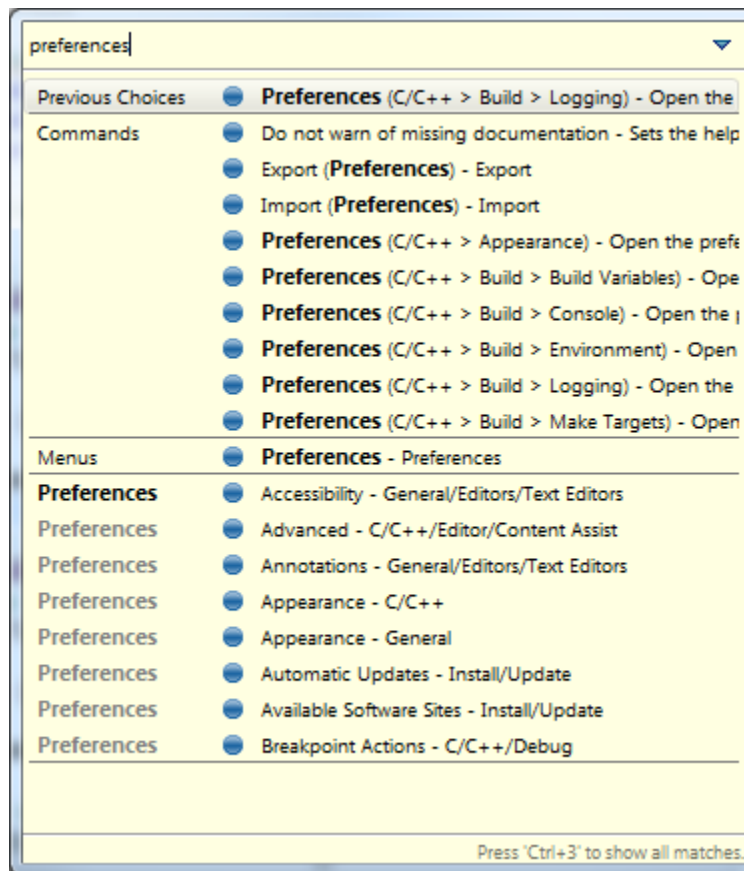 preferences
Previous Choices Preferences (C/C++ > Build > Logging) - Open the
Commands Do not warn of missing documentation - Sets the help
Export (Preferences) - Export
Import (Preferences) - Import
Preferences (C/C++ > Appearance) - Open the prefe
Preferences (C/C++ > Build > Build Variables) - Ope
Preferences (C/C++ > Build > Console) - Open the
Preferences (C/C++ > Build > Environment) - Open
Preferences (C/C++ > Build > Logging) - Open the
Preferences (C/C++ > Build > Make Targets) - Open
Menus Preferences - Preferences
Preferences Accessibility - General/Editors/Text Editors
Preferences Advanced - C/C++/Editor/Content Assist
Preferences Annotations - General/Editors/Text Editors
Preferences Appearance - C/C++
Preferences Appearance - General
Preferences Automatic Updates - Install/Update
Preferences Available Software Sites - Install/Update
Preferences Breakpoint Actions - C/C++/Debug
Press 'Ctrl+3' to show all matches.